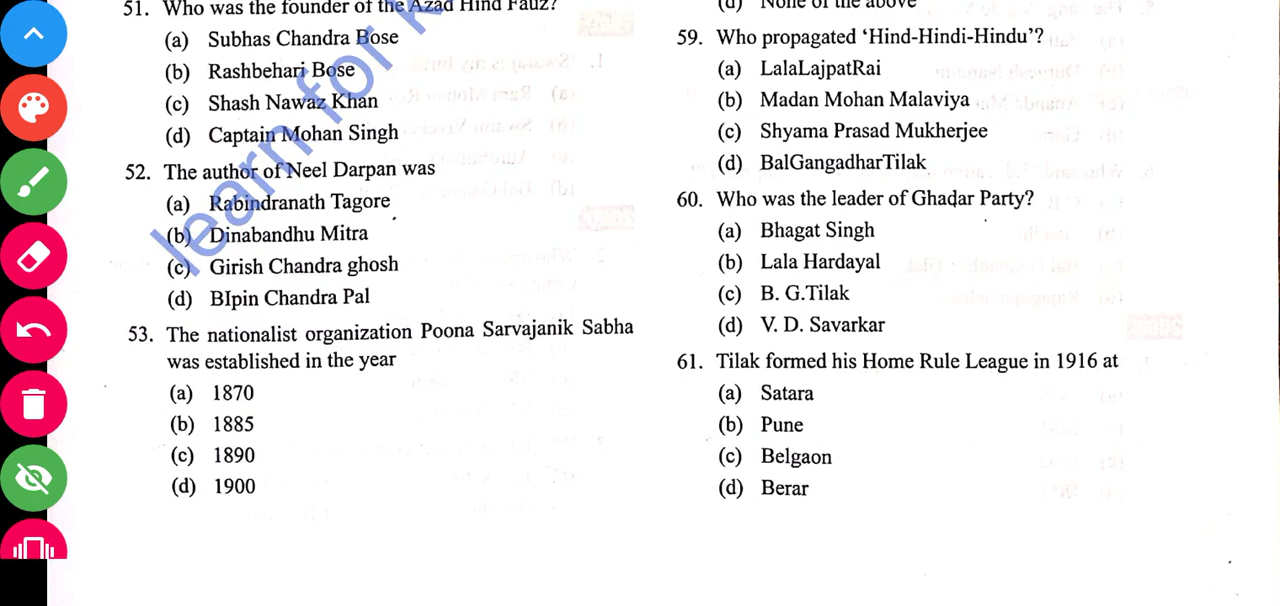 51. Who was the founder of the Azad Hind Fauz?
(a) Subhas Chandra Bose
(b) Rashbehari Bose
(c) Shash Nawaz Khan
(d) Captain Mohan Singh
52. The author of Neel Darpan was
(a) Rabindranath Tagore
(b) Dinabandhu Mitra
(c) Girish Chandra ghosh
(d) BIpin Chandra Pal
53. The nationalist organization Poona Sarvajanik Sabha
was established in the year
(a) 1870
(b) 1885
(c) 1890
(d) 1900
(d) None of the above
59. Who propagated ‘Hind-Hindi-Hindu’?
(a) LalaLajpatRai
(b) Madan Mohan Malaviya
(c) Shyama Prasad Mukherjee
(d) BalGangadharTilak
60. Who was the leader of Ghadar Party?
(a) Bhagat Singh
(b) Lala Hardayal
(c) B. G.Tilak
(d) V. D. Savarkar
61. Tilak formed his Home Rule League in 1916 at
(a) Satara
(b) Pune
(c) Belgaon
(d) Berar
learn for